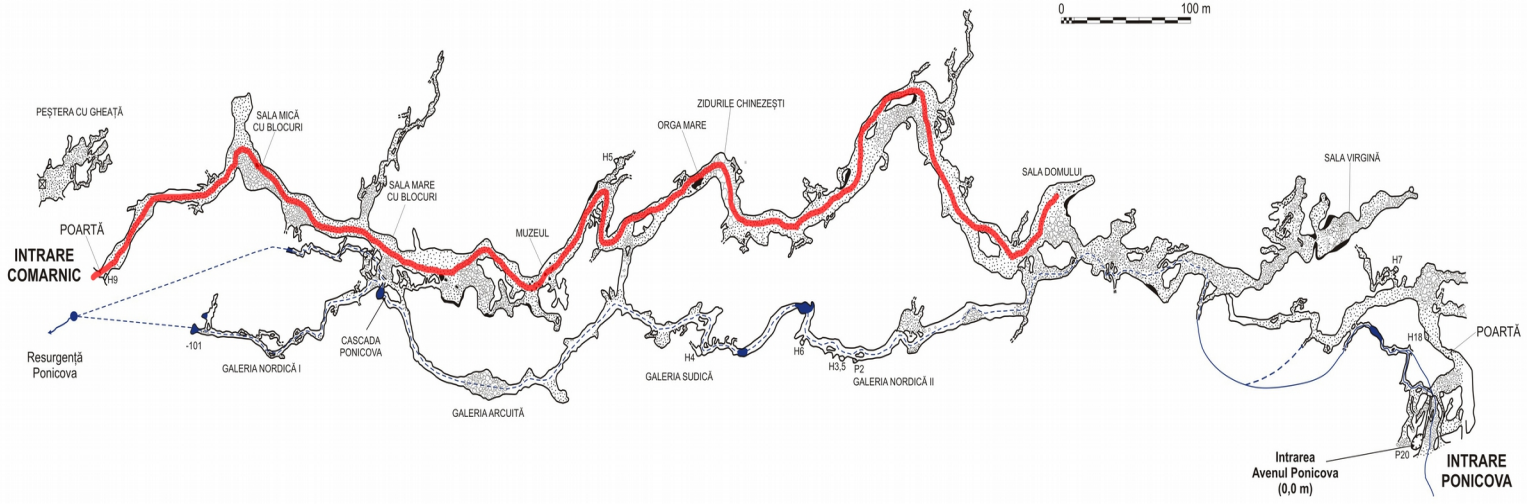 0 100 m
PEȘTERA CU GHEAȚĂ
SALA MICĂ
CU BLOCURI
ZIDURILE CHINEZEȘTI
ORGA MARE
H5
SALA DOMULUI
SALA VIRGINĂ
SALA MARE
CU BLOCURI
POARTĂ
MUZEUL
INTRARE
COMARNIC
H9
H7
-101
CASCADA
PONICOVA
Resurgență
Ponicova
GALERIA NORDICĂ I
H4
H6
H3,5
P2
GALERIA SUDICĂ
GALERIA NORDICĂ II
H18
POARTĂ
GALERIA ARCUITĂ
P20
Intrarea
Avenul Ponicova
(0,0 m)
INTRARE
PONICOVA